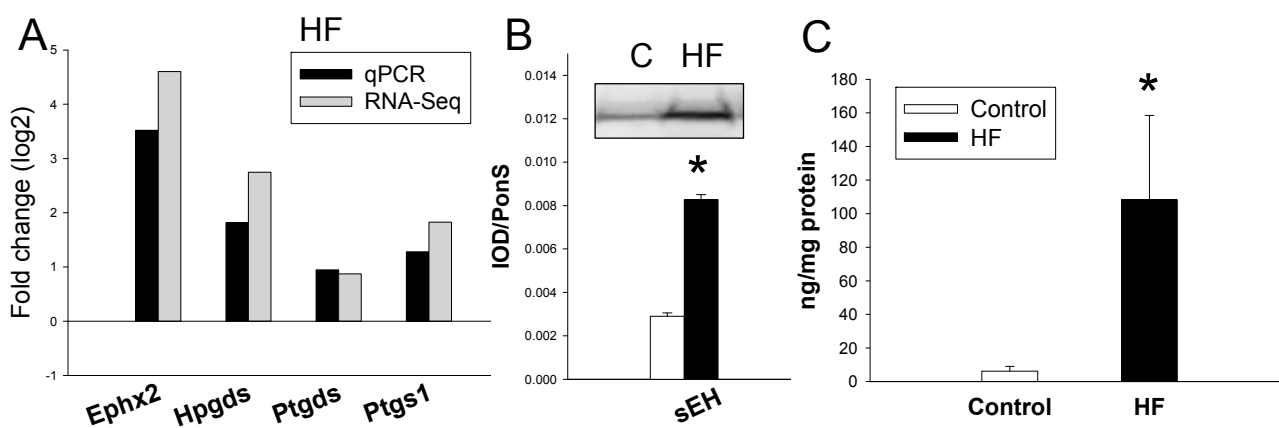 A
HF
qPCR
RNA-Seq
Fold change (log2)
5
4
3
2
1
0
-1
Ephx2
Hpgds
Ptgds
Ptgs1
B
C HF
*
IOD/PonS
0.014
0.012
0.010
0.008
0.006
0.004
0.002
0.000
sEH
C
Control
HF
*
ng/mg protein
180
160
140
120
100
80
60
40
20
0
Control
HF